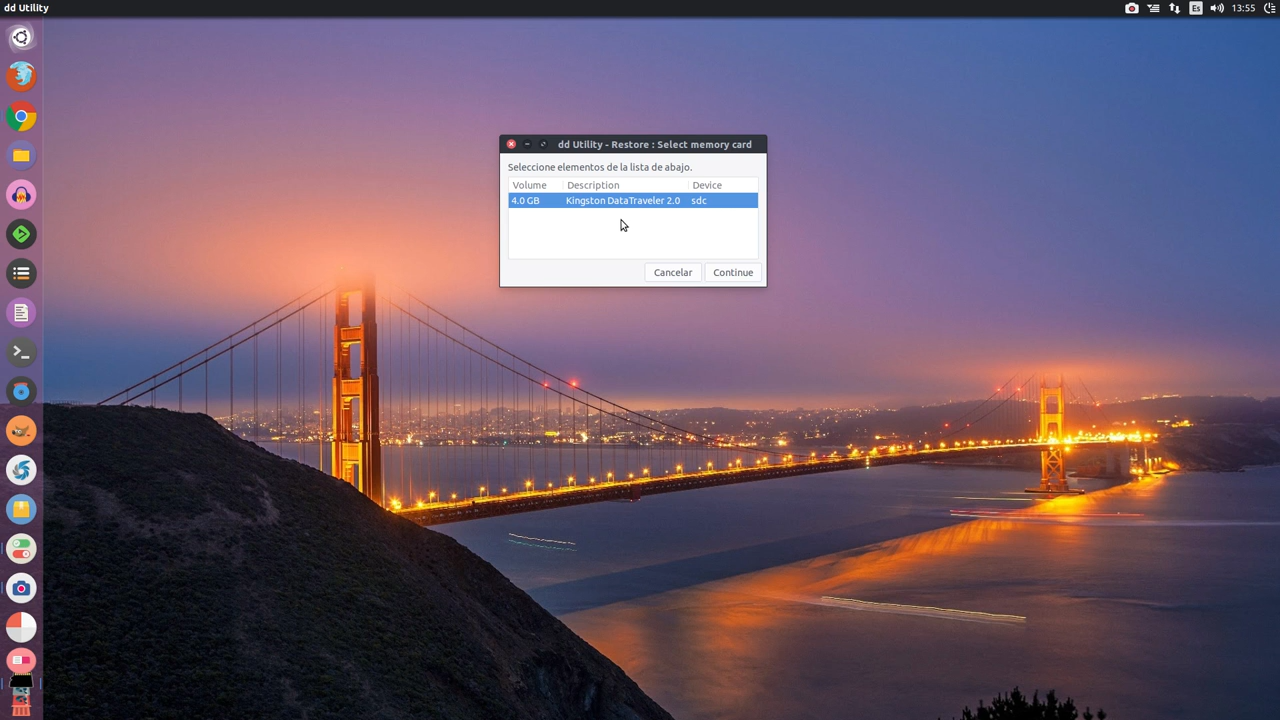 dd Utility
Es 13:55
dd Utility - Restore : Select memory card
Seleccione elementos de la lista de abajo.
Volume Description Device
4.0 GB Kingston DataTraveler 2.0 sdc
Cancelar Continue